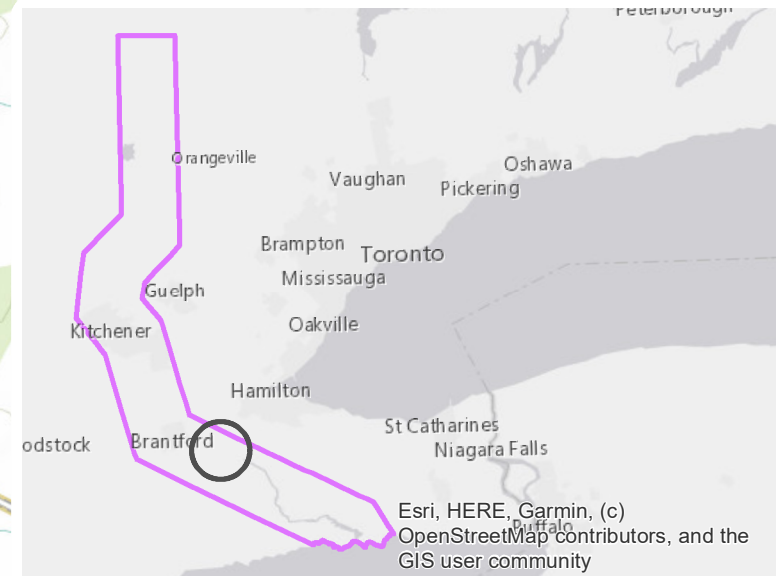 Peterborough
Orangeville
Vaughan
Oshawa
Pickering
Brampton
Toronto
Mississauga
Guelph
Oakville
Kitchener
Hamilton
St Catharines
odstock
Brantford
Niagara Falls
Esri, HERE, Garmin, (c)
Buffalo
OpenStreetMap contributors, and the
GIS user community